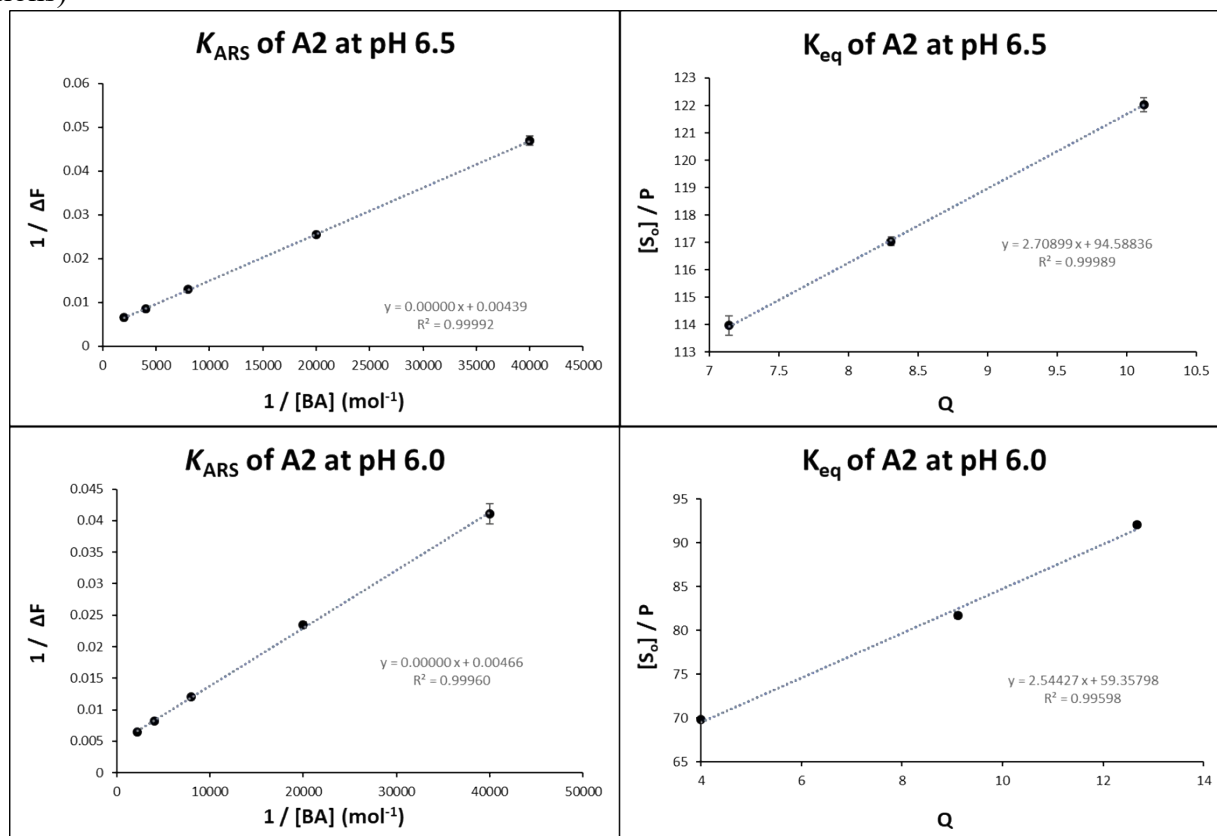 K_ARS of A2 at pH 6.5
0.06
0.05
0.04
0.03
0.02
0.01
0
1 / ΔF
y = 0.00000 x + 0.00439
R² = 0.99992
0 5000 10000 15000 20000 25000 30000 35000 40000 45000
1 / [BA] (mol⁻¹)
K_eq of A2 at pH 6.5
123
122
121
120
119
118
117
116
115
114
113
[S_o] / P
y = 2.70899 x + 94.58836
R² = 0.99989
7 7.5 8 8.5 9 9.5 10 10.5
Q
K_ARS of A2 at pH 6.0
0.045
0.04
0.035
0.03
0.025
0.02
0.015
0.01
0.005
0
1 / ΔF
y = 0.00000 x + 0.00466
R² = 0.99960
0 10000 20000 30000 40000 50000
1 / [BA] (mol⁻¹)
K_eq of A2 at pH 6.0
95
90
85
80
75
70
65
[S_o] / P
y = 2.54427 x + 59.35798
R² = 0.99598
4 6 8 10 12 14
Q